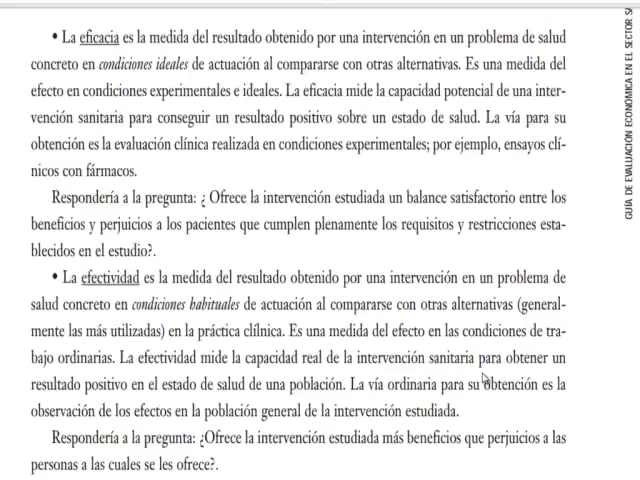 • La eficacia es la medida del resultado obtenido por una intervención en un problema de salud
concreto en condiciones ideales de actuación al compararse con otras alternativas. Es una medida del
efecto en condiciones experimentales e ideales. La eficacia mide la capacidad potencial de una inter-
vención sanitaria para conseguir un resultado positivo sobre un estado de salud. La vía para su
obtención es la evaluación clínica realizada en condiciones experimentales; por ejemplo, ensayos clí-
nicos con fármacos.
Respondería a la pregunta: ¿ Ofrece la intervención estudiada un balance satisfactorio entre los
beneficios y perjuicios a los pacientes que cumplen plenamente los requisitos y restricciones esta-
blecidos en el estudio?.
• La efectividad es la medida del resultado obtenido por una intervención en un problema de
salud concreto en condiciones habituales de actuación al compararse con otras alternativas (general-
mente las más utilizadas) en la práctica clílnica. Es una medida del efecto en las condiciones de tra-
bajo ordinarias. La efectividad mide la capacidad real de la intervención sanitaria para obtener un
resultado positivo en el estado de salud de una población. La vía ordinaria para su obtención es la
observación de los efectos en la población general de la intervención estudiada.
Respondería a la pregunta: ¿Ofrece la intervención estudiada más beneficios que perjuicios a las
personas a las cuales se les ofrece?.
GUÍA DE EVALUACIÓN ECONÓMICA EN EL SECTOR